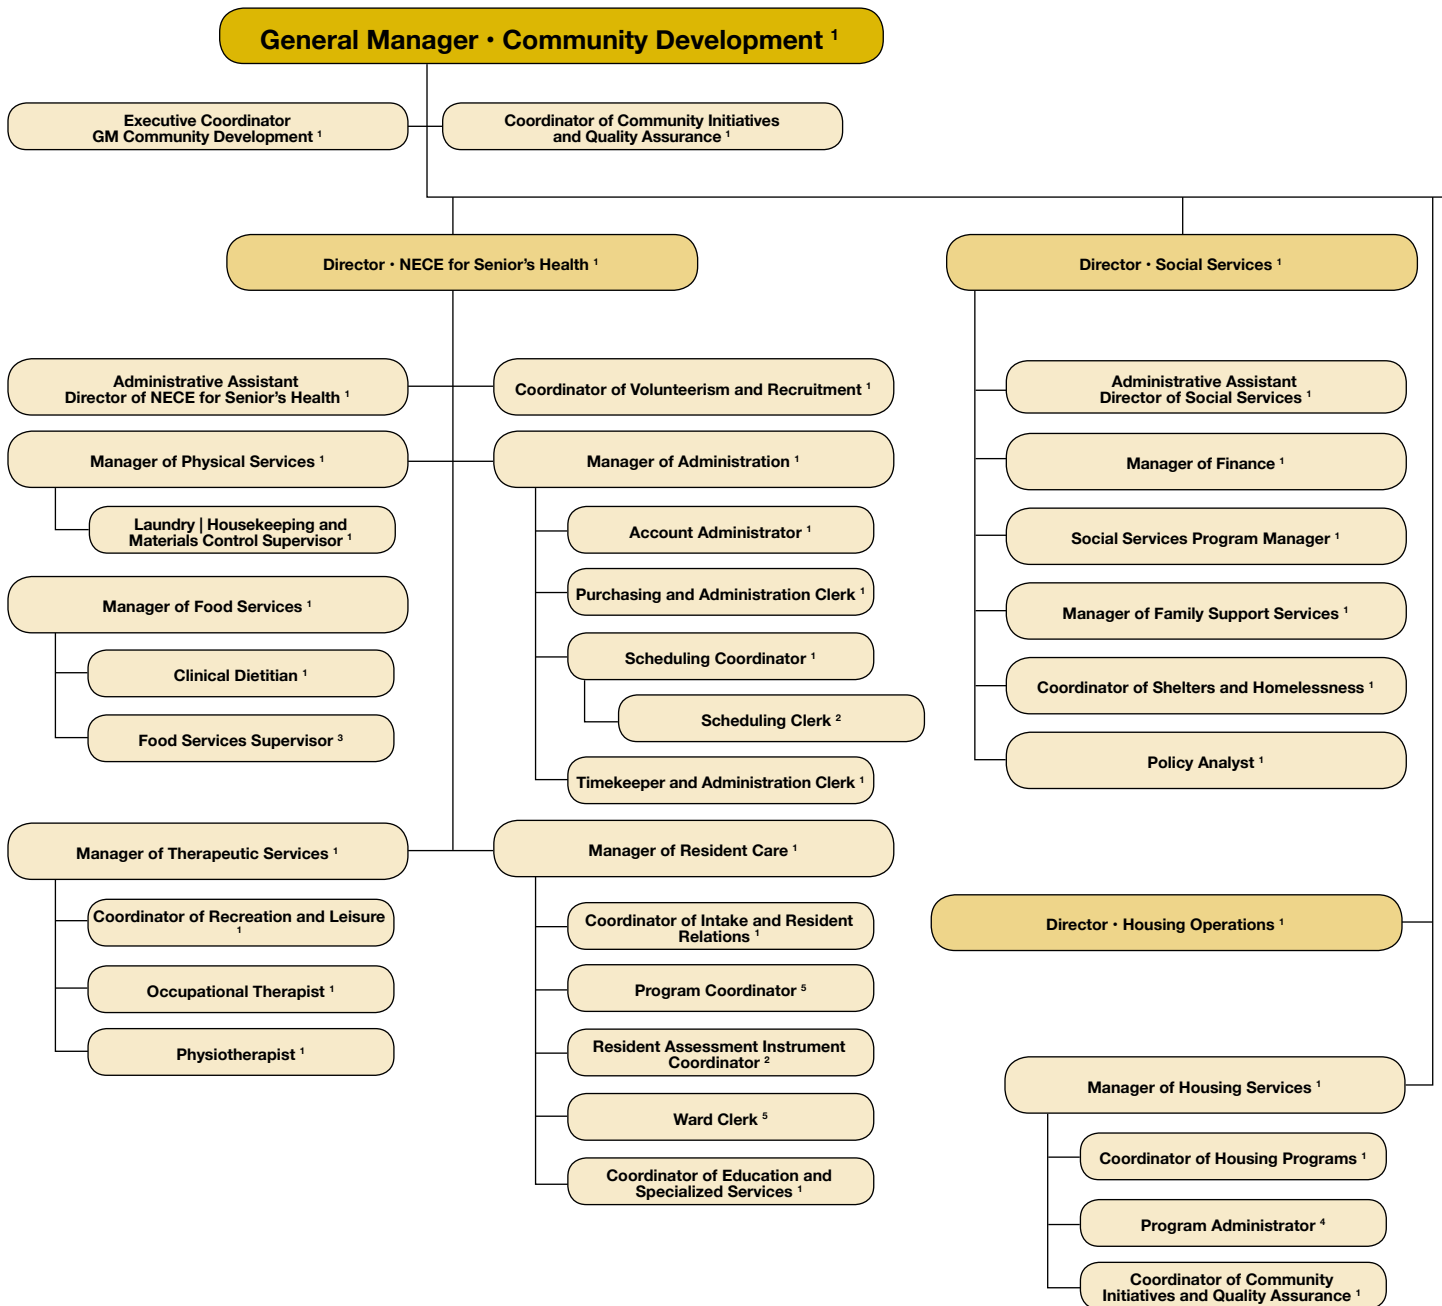 General Manager • Community Development ¹
Executive Coordinator
GM Community Development ¹
Coordinator of Community Initiatives
and Quality Assurance ¹
Director • NECE for Senior’s Health ¹
Administrative Assistant
Director of NECE for Senior’s Health ¹
Coordinator of Volunteerism and Recruitment ¹
Manager of Physical Services ¹
Laundry | Housekeeping and
Materials Control Supervisor ¹
Manager of Food Services ¹
Clinical Dietitian ¹
Food Services Supervisor ³
Manager of Administration ¹
Account Administrator ¹
Purchasing and Administration Clerk ¹
Scheduling Coordinator ¹
Scheduling Clerk ²
Timekeeper and Administration Clerk ¹
Manager of Therapeutic Services ¹
Coordinator of Recreation and Leisure
¹
Occupational Therapist ¹
Physiotherapist ¹
Manager of Resident Care ¹
Coordinator of Intake and Resident
Relations ¹
Program Coordinator ⁵
Resident Assessment Instrument
Coordinator ²
Ward Clerk ⁵
Coordinator of Education and
Specialized Services ¹
Director • Social Services ¹
Administrative Assistant
Director of Social Services ¹
Manager of Finance ¹
Social Services Program Manager ¹
Manager of Family Support Services ¹
Coordinator of Shelters and Homelessness ¹
Policy Analyst ¹
Director • Housing Operations ¹
Manager of Housing Services ¹
Coordinator of Housing Programs ¹
Program Administrator ⁴
Coordinator of Community
Initiatives and Quality Assurance ¹